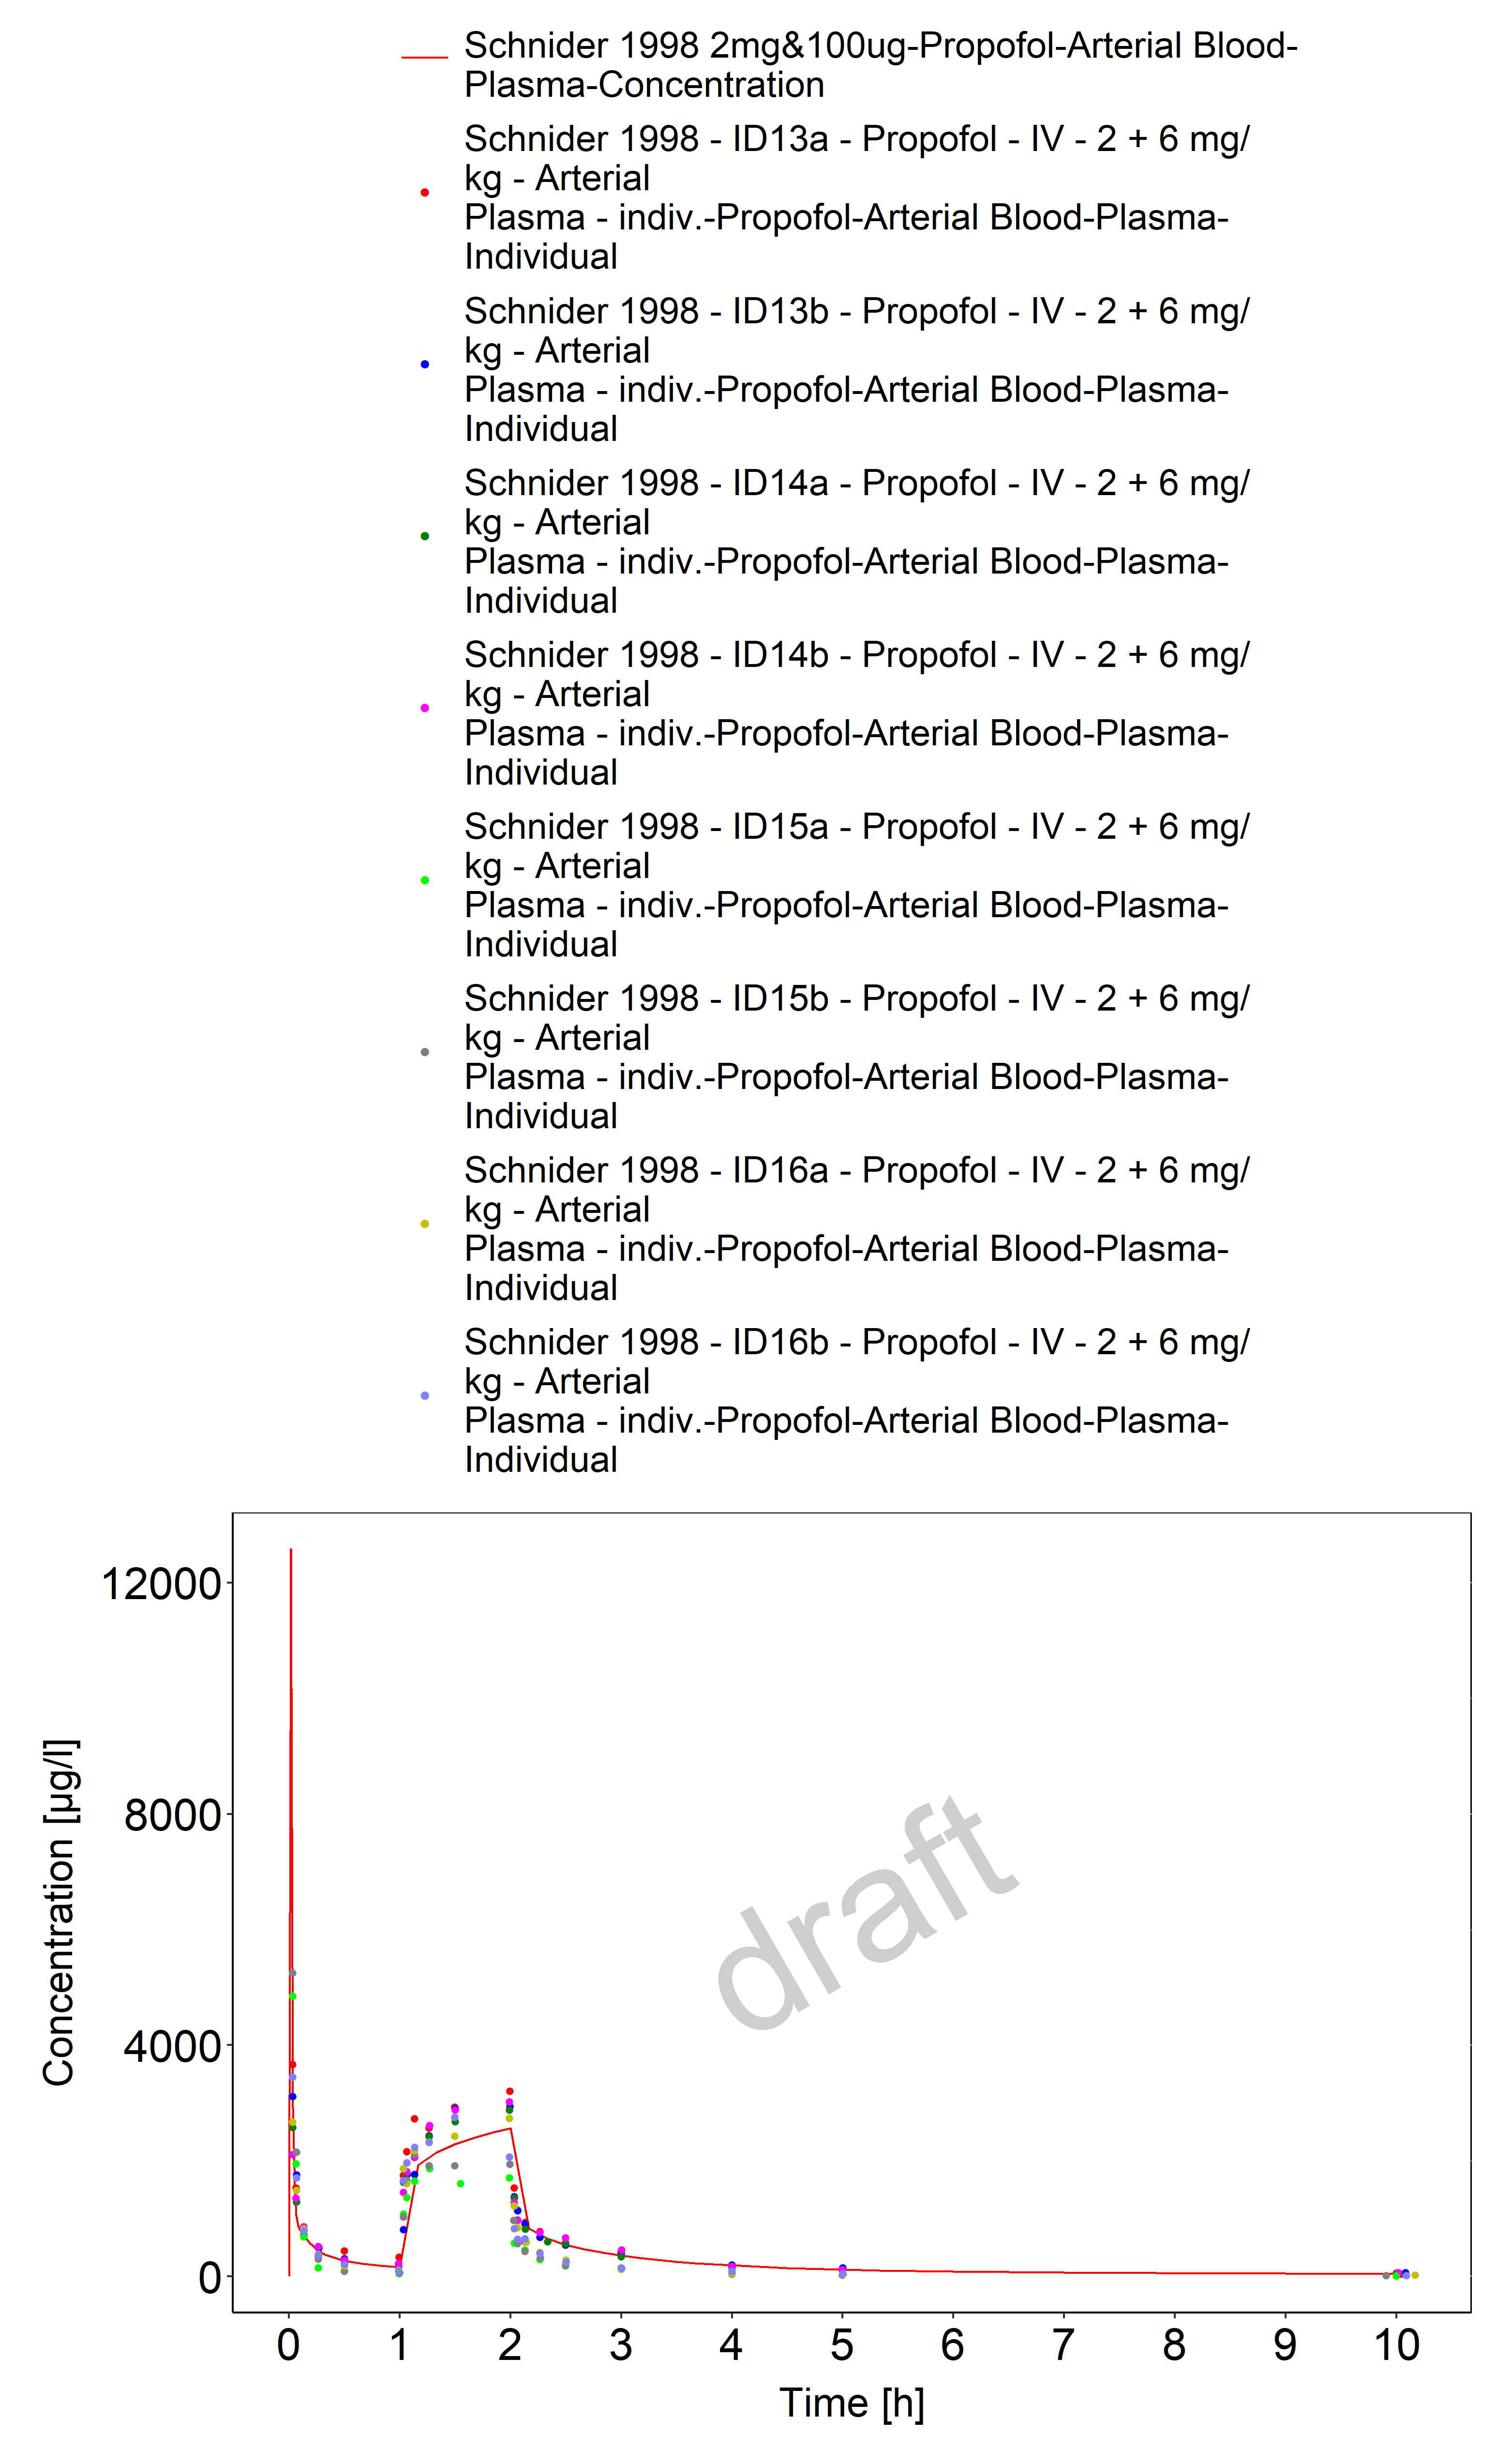 Schnider 1998 2mg&100ug-Propofol-Arterial Blood-
Plasma-Concentration
Schnider 1998 - ID13a - Propofol - IV - 2 + 6 mg/
kg - Arterial
Plasma - indiv.-Propofol-Arterial Blood-Plasma-
Individual
Schnider 1998 - ID13b - Propofol - IV - 2 + 6 mg/
kg - Arterial
Plasma - indiv.-Propofol-Arterial Blood-Plasma-
Individual
Schnider 1998 - ID14a - Propofol - IV - 2 + 6 mg/
kg - Arterial
Plasma - indiv.-Propofol-Arterial Blood-Plasma-
Individual
Schnider 1998 - ID14b - Propofol - IV - 2 + 6 mg/
kg - Arterial
Plasma - indiv.-Propofol-Arterial Blood-Plasma-
Individual
Schnider 1998 - ID15a - Propofol - IV - 2 + 6 mg/
kg - Arterial
Plasma - indiv.-Propofol-Arterial Blood-Plasma-
Individual
Schnider 1998 - ID15b - Propofol - IV - 2 + 6 mg/
kg - Arterial
Plasma - indiv.-Propofol-Arterial Blood-Plasma-
Individual
Schnider 1998 - ID16a - Propofol - IV - 2 + 6 mg/
kg - Arterial
Plasma - indiv.-Propofol-Arterial Blood-Plasma-
Individual
Schnider 1998 - ID16b - Propofol - IV - 2 + 6 mg/
kg - Arterial
Plasma - indiv.-Propofol-Arterial Blood-Plasma-
Individual
12000
8000
4000
0
Concentration [µg/l]
draft
0 1 2 3 4 5 6 7 8 9 10
Time [h]